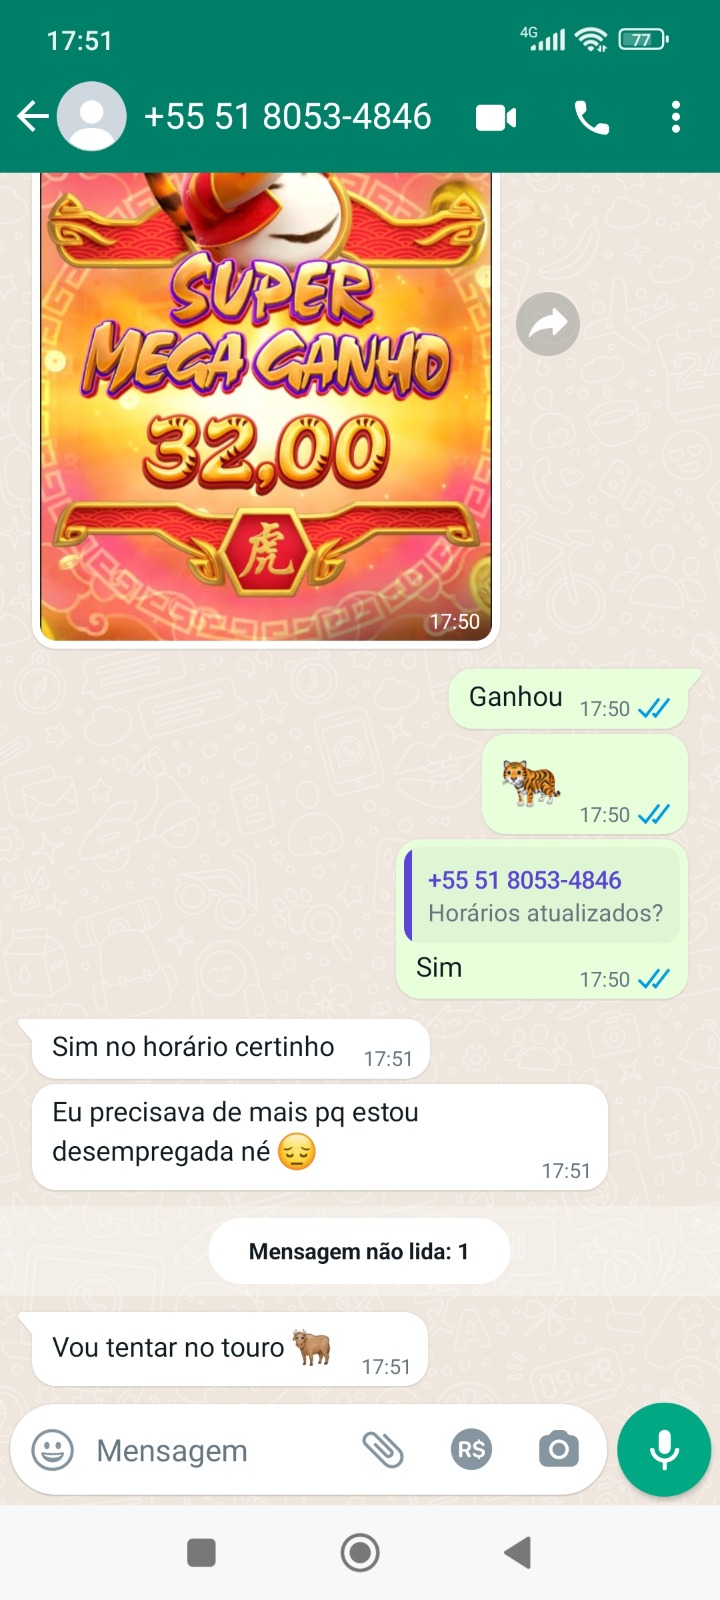 17:51
4G
77
+55 51 8053-4846
SUPER
MEGA GANHO
32,00
虎
17:50
Ganhou 17:50
🐅
17:50
+55 51 8053-4846
Horários atualizados?
Sim 17:50
Sim no horário certinho 17:51
Eu precisava de mais pq estou
desempregada né 😔
17:51
Mensagem não lida: 1
Vou tentar no touro 🐂 17:51
Mensagem
R$